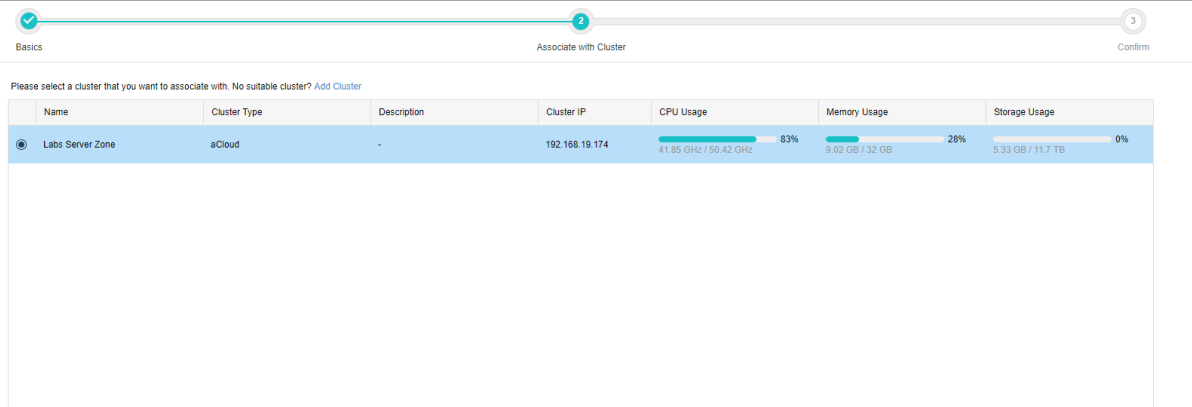 2
3
Basics
Associate with Cluster
Confirm
Please select a cluster that you want to associate with. No suitable cluster? Add Cluster
Name Cluster Type Description Cluster IP CPU Usage Memory Usage Storage Usage
Labs Server Zone aCloud - 192.168.19.174 83% 28% 0%
41.85 GHz / 50.42 GHz 9.02 GB / 32 GB 5.33 GB / 11.7 TB